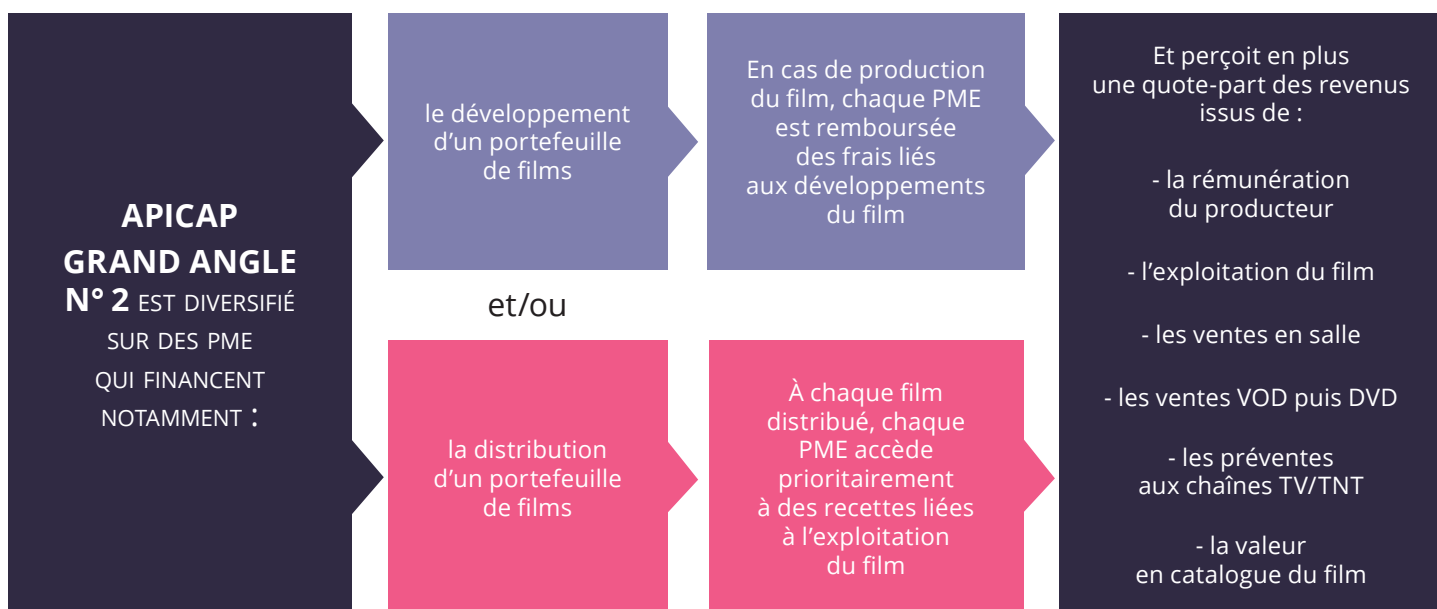 APICAP
GRAND ANGLE
N° 2 EST DIVERSIFIÉ
SUR DES PME
QUI FINANCENT
NOTAMMENT :
le développement
d’un portefeuille
de films
En cas de production
du film, chaque PME
est remboursée
des frais liés
aux développements
du film
et/ou
la distribution
d’un portefeuille
de films
À chaque film
distribué, chaque
PME accède
prioritairement
à des recettes liées
à l’exploitation
du film
Et perçoit en plus
une quote-part des revenus
issus de :
- la rémunération
du producteur
- l’exploitation du film
- les ventes en salle
- les ventes VOD puis DVD
- les préventes
aux chaînes TV/TNT
- la valeur
en catalogue du film